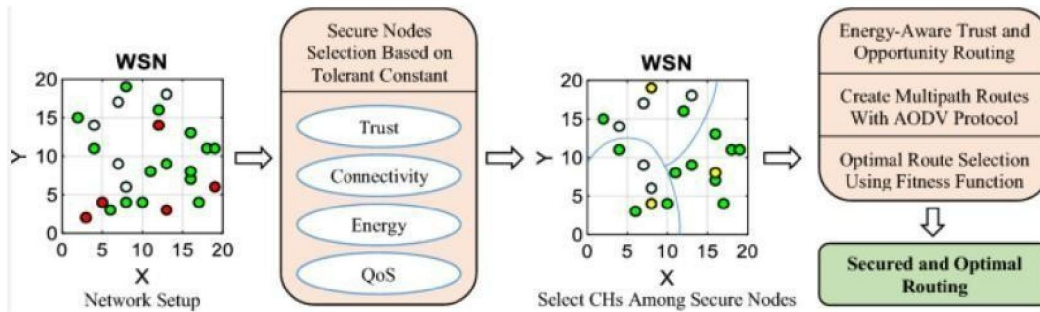 WSN
20
15
10
5
0
Y
0 5 10 15 20
X
Network Setup
Secure Nodes
Selection Based on
Tolerant Constant
Trust
Connectivity
Energy
QoS
WSN
20
15
10
5
0
Y
0 5 10 15 20
X
Select CHs Among Secure Nodes
Energy-Aware Trust and
Opportunity Routing
Create Multipath Routes
With AODV Protocol
Optimal Route Selection
Using Fitness Function
Secured and Optimal
Routing